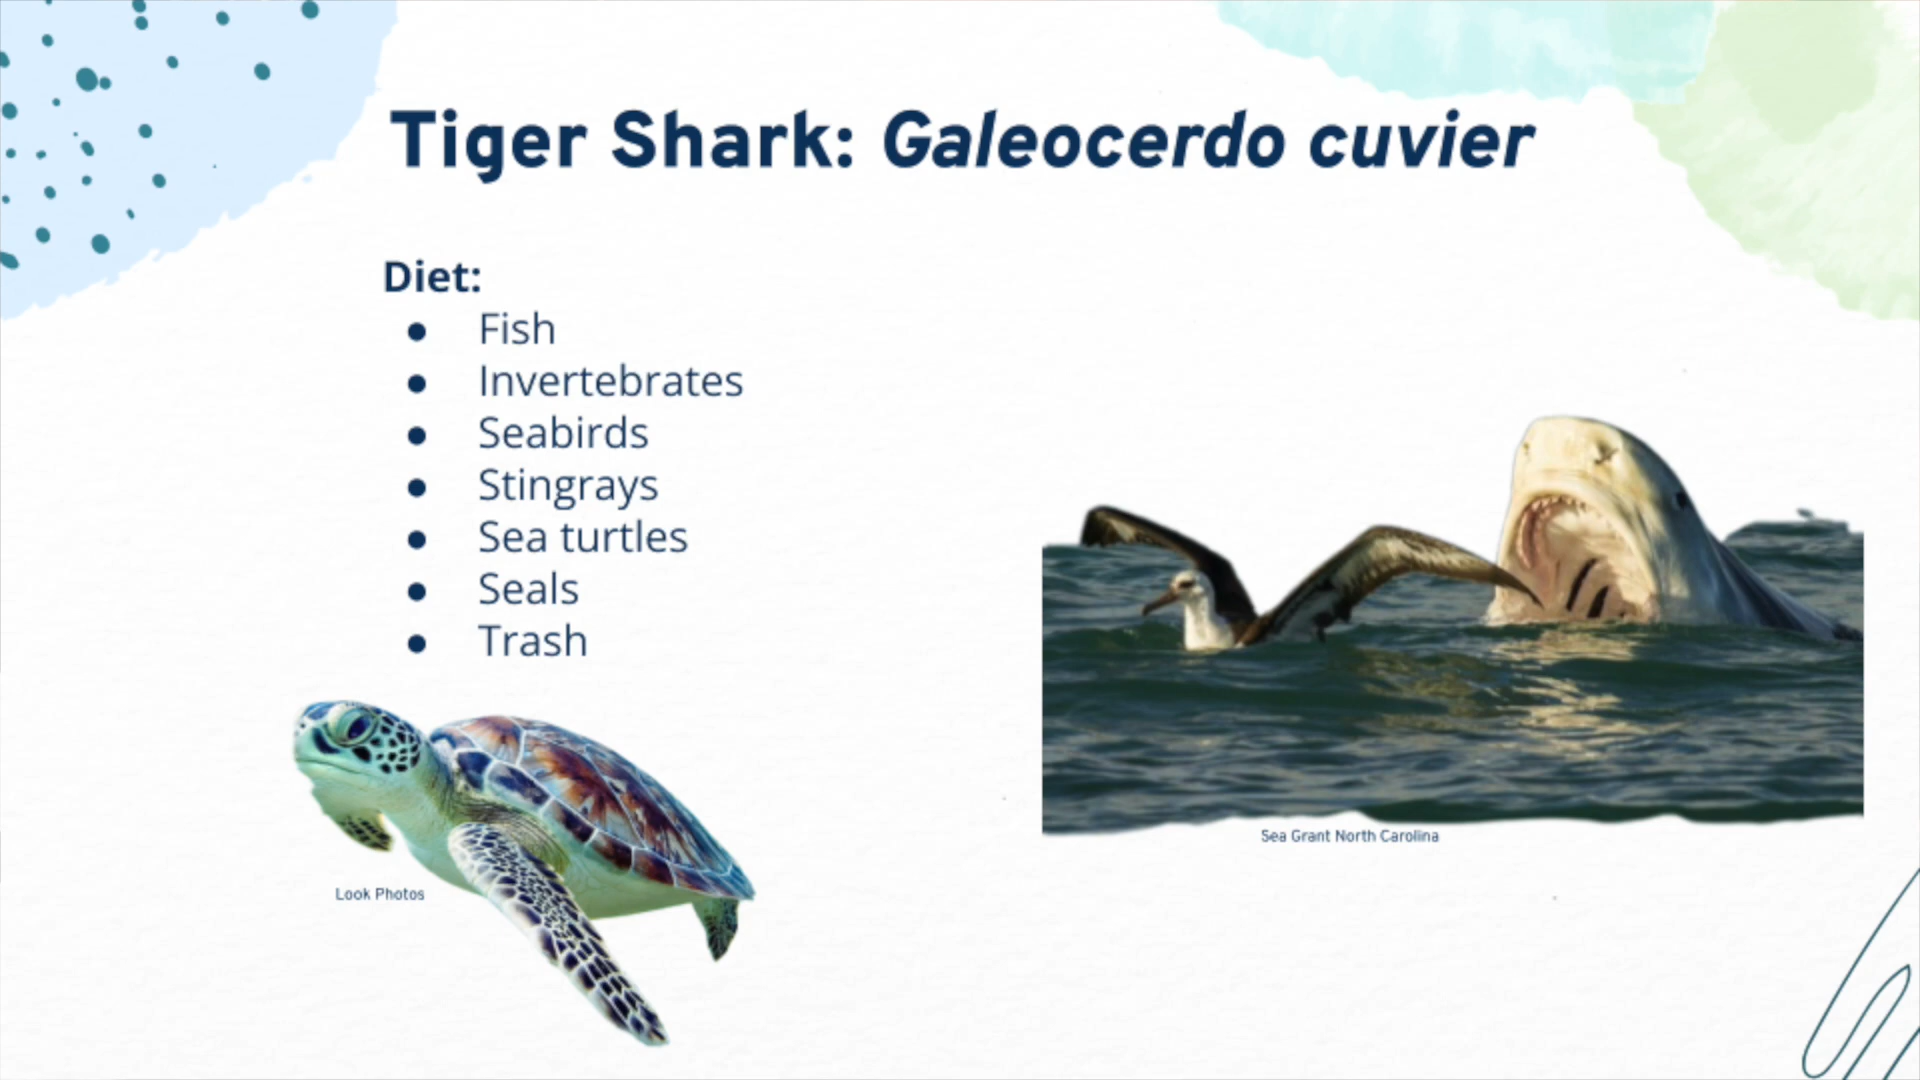 Tiger Shark: Galeocerdo cuvier
Diet:
● Fish
● Invertebrates
● Seabirds
● Stingrays
● Sea turtles
● Seals
● Trash
Sea Grant North Carolina
Look Photos